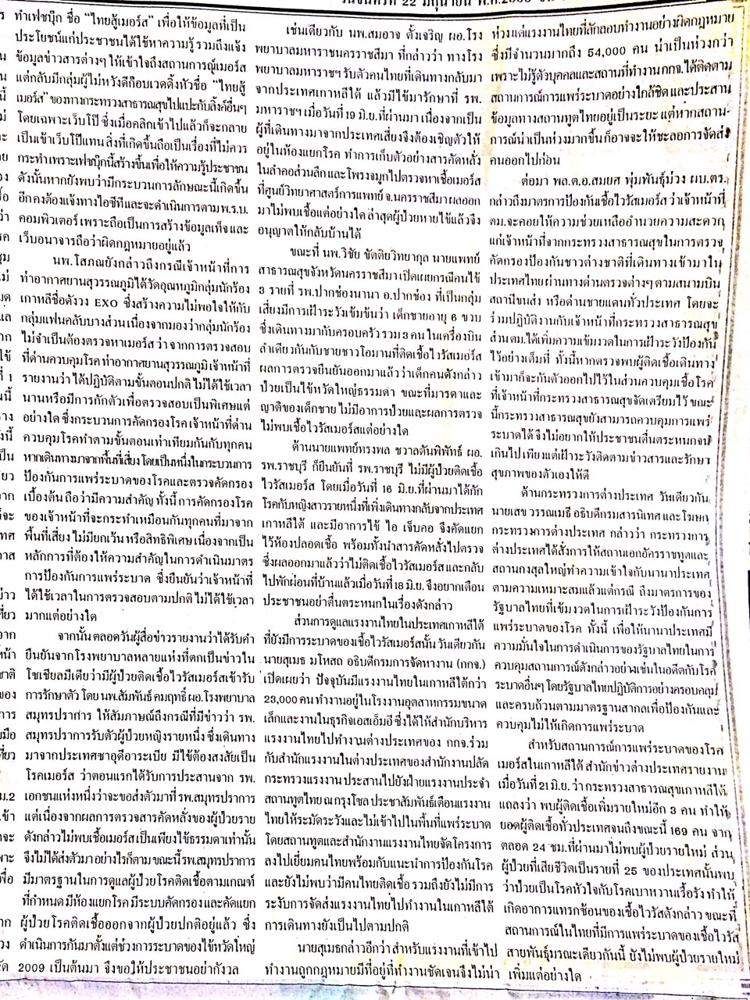 วันจันทร์ที่ 22 มิถุนายน พ.ศ.
ทำเฟซบุ๊ก ชื่อ “ไทยสู้เมอร์ส” เพื่อให้ข้อมูลที่เป็น
ประโยชน์แก่ประชาชนได้ใช้หาความรู้ รวมถึงแจ้ง
ข้อมูลข่าวสารต่างๆ ให้เข้าใจถึงสถานการณ์เมอร์ส
แต่กลับมีกลุ่มผู้ไม่หวังดีก๊อบเวดดิ้งหัวชื่อ “ไทยสู้
เมอร์ส” ของทางกระทรวงสาธารณสุขไปแปะกับลิ้งค์อื่นๆ
โดยเฉพาะเว็บโป๊ ซึ่งเมื่อคลิกเข้าไปแล้วก็จะกลาย
เป็นเข้าเว็บโป๊แทน สิ่งที่เกิดขึ้นถือเป็นเรื่องที่ไม่ควร
กระทำเพราะเฟซบุ๊กนี้สร้างขึ้นเพื่อให้ความรู้ประชาชน
ดังนั้นหากยังพบว่ามีกระบวนการลักษณะนี้เกิดขึ้น
อีกคงต้องแจ้งทางไอซีทีและจะดำเนินการตาม พ.ร.บ.
คอมพิวเตอร์ เพราะถือเป็นการสร้างข้อมูลเท็จ และ
เว็บอนาจารถือว่าผิดกฎหมายอยู่แล้ว
นพ.โสภณยังกล่าวถึงกรณีเจ้าหน้าที่การ
ท่าอากาศยานสุวรรณภูมิได้วัดอุณหภูมิกลุ่มนักร้อง
เกาหลีชื่อดังวง EXO ซึ่งสร้างความไม่พอใจให้กับ
กลุ่มแฟนคลับบางส่วนเนื่องจากมองว่ากลุ่มนักร้อง
ไม่จำเป็นต้องตรวจหาเมอร์ส ว่า จากการตรวจสอบ
ที่ด่านควบคุมโรค ท่าอากาศยานสุวรรณภูมิ เจ้าหน้าที่
รายงานว่า ได้ปฏิบัติตามขั้นตอนปกติ ไม่ได้ใช้เวลา
นานหรือมีการกักตัวเพื่อตรวจสอบเป็นพิเศษแต่
อย่างใด ซึ่งกระบวนการคัดกรองโรค เจ้าหน้าที่ด่าน
ควบคุมโรคทำตามขั้นตอนเท่าเทียมกันกับทุกคน
หากเดินทางมาจากพื้นที่เสี่ยง โดยเป็นหนึ่งในกระบวนการ
ป้องกันการแพร่ระบาดของโรคและตรวจคัดกรอง
เบื้องต้น ถือว่ามีความสำคัญ ทั้งนี้ การคัดกรองโรค
ของเจ้าหน้าที่จะกระทำเหมือนกันทุกคนที่มาจาก
พื้นที่เสี่ยง ไม่มียกเว้น หรือสิทธิพิเศษ เนื่องจากเป็น
หลักการที่ต้องให้ความสำคัญในการดำเนินมาตร
การป้องกันการแพร่ระบาด ซึ่งยืนยันว่าเจ้าหน้าที่
ได้ใช้เวลาในการตรวจสอบตามปกติ ไม่ได้ใช้เวลา
มากแต่อย่างใด
จากนั้น ตลอดวันผู้สื่อข่าวรายงานว่าได้รับคำ
ยืนยันจากโรงพยาบาลหลายแห่งที่ตกเป็นข่าวใน
โซเชียลมีเดียว่ามีผู้ป่วยติดเชื้อไวรัสเมอร์สเข้ารับ
การรักษาตัว โดย นพ.สัมพันธ์ คมฤทธิ์ ผอ.โรงพยาบาล
สมุทรปราการ ให้สัมภาษณ์ถึงกรณีที่มีข่าวว่า รพ.
สมุทรปราการรับตัวผู้ป่วยหญิงรายหนึ่ง ซึ่งเดินทาง
มาจากประเทศซาอุดีอาระเบีย มีไข้ต้องสงสัยเป็น
โรคเมอร์ส ว่าตอนแรกได้รับการประสานจาก รพ.
เอกชนแห่งหนึ่งว่าจะขอส่งตัวมาที่ รพ.สมุทรปราการ
แต่เนื่องจากผลการตรวจสารคัดหลั่งของผู้ป่วยราย
ดังกล่าวไม่พบเชื้อเมอร์ส เป็นเพียงไข้ธรรมดาเท่านั้น
จึงไม่ได้ส่งตัวมา อย่างไรก็ตาม ขณะนี้ รพ.สมุทรปราการ
มีมาตรฐานในการดูแลผู้ป่วยโรคติดเชื้อตามเกณฑ์
ที่กำหนด มีห้องแยกโรค มีระบบคัดกรอง และคัดแยก
ผู้ป่วยโรคติดเชื้อออกจากผู้ป่วยปกติอยู่แล้ว ซึ่ง
ดำเนินการกันมาตั้งแต่ช่วงการระบาดของไข้หวัดใหญ่
2009 เป็นต้นมา จึงขอให้ประชาชนอย่ากังวล
เช่นเดียวกับ นพ.สมอาจ ตั้งเจริญ ผอ.โรง
พยาบาลมหาราชนครราชสีมา ที่กล่าวว่า ทางโรง
พยาบาลมหาราชฯ รับตัวคนไทยที่เดินทางกลับมา
จากประเทศเกาหลีใต้ แล้วมีไข้มารักษาที่ รพ.
มหาราชฯ เมื่อวันที่ 19 มิ.ย.ที่ผ่านมา เนื่องจากเป็น
ผู้ที่เดินทางมาจากประเทศเสี่ยงจึงต้องเชิญตัวให้
อยู่ในห้องแยกโรค ทำการเก็บตัวอย่างสารคัดหลั่ง
ในลำคอส่วนลึกและโพรงจมูกไปตรวจหาเชื้อเมอร์ส
ที่ศูนย์วิทยาศาสตร์การแพทย์ จ.นครราชสีมา ผลออก
มาไม่พบเชื้อแต่อย่างใด ล่าสุดผู้ป่วยหายไข้แล้วจึง
อนุญาตให้กลับบ้านได้
ขณะที่ นพ.วิชัย ขัตติยวิทยากุล นายแพทย์
สาธารณสุขจังหวัดนครราชสีมา เปิดเผยกรณีคนไข้
3 ราย ที่ รพ.ปากช่องนานา อ.ปากช่อง ที่เป็นกลุ่ม
เสี่ยงมีการเฝ้าระวังเข้มข้นว่า เด็กชายอายุ 6 ขวบ
ซึ่งเดินทางมากับครอบครัว รวม 3 คน ในเครื่องบิน
ลำเดียวกันกับชายชาวโอมานที่ติดเชื้อไวรัสเมอร์ส
ผลการตรวจยืนยันออกมาแล้วว่าเด็กคนดังกล่าว
ป่วยเป็นไข้หวัดใหญ่ธรรมดา ขณะที่มารดาและ
ญาติของเด็กชาย ไม่มีอาการป่วยและผลการตรวจ
ไม่พบเชื้อไวรัสเมอร์สแต่อย่างใด
ด้านนายแพทย์ทรงพล ชวาลตันพิพัทธ์ ผอ.
รพ.ราชบุรี ก็ยืนยันที่ รพ.ราชบุรี ไม่มีผู้ป่วยติดเชื้อ
ไวรัสเมอร์ส โดยเมื่อวันที่ 16 มิ.ย.ที่ผ่านมาได้กัก
โรคกับหญิงสาวรายหนึ่งที่เพิ่งเดินทางกลับจากประเทศ
เกาหลีใต้ และมีอาการไข้ ไอ เจ็บคอ จึงคัดแยก
ไว้ห้องปลอดเชื้อ พร้อมทั้งนำสารคัดหลั่งไปตรวจ
ซึ่งผลออกมาแล้วว่าไม่ติดเชื้อไวรัสเมอร์สและกลับ
ไปพักผ่อนที่บ้านแล้วเมื่อวันที่ 18 มิ.ย. จึงอยากเตือน
ประชาชนอย่าตื่นตระหนกในเรื่องดังกล่าว
ส่วนการดูแลแรงงานไทยในประเทศเกาหลีใต้
ที่ยังมีการระบาดของเชื้อไวรัสเมอร์สนั้น วันเดียวกัน
นายสุเมธ มโหสถ อธิบดีกรมการจัดหางาน (กกจ.)
เปิดเผยว่า ปัจจุบันมีแรงงานไทยในเกาหลีใต้กว่า
23,000 คน ทำงานอยู่ในโรงงานอุตสาหกรรมขนาด
เล็กและงานในธุรกิจเอสเอ็มอี ซึ่งได้ให้สำนักบริหาร
แรงงานไทยไปทำงานต่างประเทศของ กกจ.ร่วม
กับสำนักแรงงานในต่างประเทศของสำนักงานปลัด
กระทรวงแรงงาน ประสานไปยังฝ่ายแรงงานประจำ
สถานทูตไทย ณ กรุงโซล ประชาสัมพันธ์เตือนแรงงาน
ไทยให้ระมัดระวังและไม่เข้าไปในพื้นที่แพร่ระบาด
โดยสถานทูตและสำนักงานแรงงานไทยจัดโครงการ
ลงไปเยี่ยมคนไทยพร้อมกับแนะนำการป้องกันโรค
และยังไม่พบว่ามีคนไทยติดเชื้อ รวมถึงยังไม่มีการ
ระงับการจัดส่งแรงงานไทยไปทำงานในเกาหลีใต้
การเดินทางยังเป็นไปตามปกติ
นายสุเมธกล่าวอีกว่า สำหรับแรงงานที่เข้าไป
ทำงานถูกกฎหมายมีที่อยู่ที่ทำงานชัดเจนจึงไม่น่า
ห่วงแต่แรงงานไทยที่ลักลอบทำงานอย่างผิดกฎหมาย
ซึ่งมีจำนวนมากถึง 54,000 คน น่าเป็นห่วงกว่า
เพราะไม่รู้ตัวบุคคลและสถานที่ทำงาน กกจ.ได้ติดตาม
สถานการณ์การแพร่ระบาดอย่างใกล้ชิด และประสาน
ข้อมูลทางสถานทูตไทยอยู่เป็นระยะ แต่หากสถาน-
การณ์น่าเป็นห่วงมากขึ้น ก็อาจจะให้ชะลอการจัดส่ง
คนออกไปก่อน
ต่อมา พล.ต.อ.สมยศ พุ่มพันธุ์ม่วง ผบ.ตร.
กล่าวถึงมาตรการป้องกันเชื้อไวรัสเมอร์ส ว่าเจ้าหน้าที่
ตม.จะคอยให้ความช่วยเหลืออำนวยความสะดวก
แก่เจ้าหน้าที่จากกระทรวงสาธารณสุขในการตรวจ
คัดกรองป้องกันชาวต่างชาติที่เดินทางเข้ามาใน
ประเทศไทยผ่านทางด่านตรวจต่างๆ ตามสนามบิน
สถานีขนส่ง หรือด่านชายแดนทั่วประเทศ โดยจะ
ร่วมปฏิบัติงานกับเจ้าหน้าที่กระทรวงสาธารณสุข
ส่วน ตม.ได้เพิ่มความเข้มงวดในการเฝ้าระวังป้องกัน
ไว้อย่างเต็มที่ ทั้งนี้หากตรวจพบผู้ติดเชื้อเดินทาง
เข้ามาก็จะกันตัวออกไปไว้ในส่วนควบคุมเชื้อโรค
ที่เจ้าหน้าที่กระทรวงสาธารณสุขจัดเตรียมไว้ ขณะ
นี้กระทรวงสาธารณสุขยังสามารถควบคุมการแพร่
ระบาดได้ จึงไม่อยากให้ประชาชนตื่นตระหนกจน
เกินไป เพียงแต่เฝ้าระวังติดตามข่าวสารและรักษา
สุขภาพของตัวเองให้ดี
ด้านกระทรวงการต่างประเทศ วันเดียวกัน
นายเสข วรรณเมธี อธิบดีกรมสารนิเทศ และโฆษก
กระทรวงการต่างประเทศ กล่าวว่า กระทรวงการ
ต่างประเทศได้สั่งการให้สถานเอกอัครราชทูตและ
สถานกงสุลใหญ่ทำความเข้าใจกับนานาประเทศ
ตามความเหมาะสมแล้วแต่กรณี ถึงมาตรการของ
รัฐบาลไทยที่เข้มงวดในการเฝ้าระวังป้องกันการ
แพร่ระบาดของโรค ทั้งนี้ เพื่อให้นานาประเทศมี
ความมั่นใจในการดำเนินการของรัฐบาลไทยในการ
ควบคุมสถานการณ์ดังกล่าวอย่างเช่นในอดีตกับโรค
ระบาดอื่นๆ โดยรัฐบาลไทยปฏิบัติการอย่างครอบคลุม
และครบถ้วนตามมาตรฐานสากลเพื่อป้องกันและ
ควบคุมไม่ให้เกิดการแพร่ระบาด
สำหรับสถานการณ์การแพร่ระบาดของโรค
เมอร์สในเกาหลีใต้ สำนักข่าวต่างประเทศรายงาน
เมื่อวันที่ 21 มิ.ย. ว่า กระทรวงสาธารณสุขเกาหลีใต้
แถลงว่า พบผู้ติดเชื้อเพิ่มรายใหม่อีก 3 คน ทำให้
ยอดผู้ติดเชื้อทั่วประเทศจนถึงขณะนี้ 169 คน จาก
ตลอด 24 ชม.ที่ผ่านมาไม่พบผู้ป่วยรายใหม่ ส่วน
ผู้ป่วยที่เสียชีวิตเป็นรายที่ 25 ของประเทศนั้นพบ
ว่าป่วยเป็นโรคหัวใจกับโรคเบาหวานเรื้อรัง ทำให้
เกิดอาการแทรกซ้อนของเชื้อไวรัสดังกล่าว ขณะที่
สถานการณ์ในไทยที่มีการแพร่ระบาดของเชื้อไวรัส
สายพันธุ์มรณะเดียวกันนี้ ยังไม่พบผู้ป่วยรายใหม่
เพิ่มแต่อย่างใด